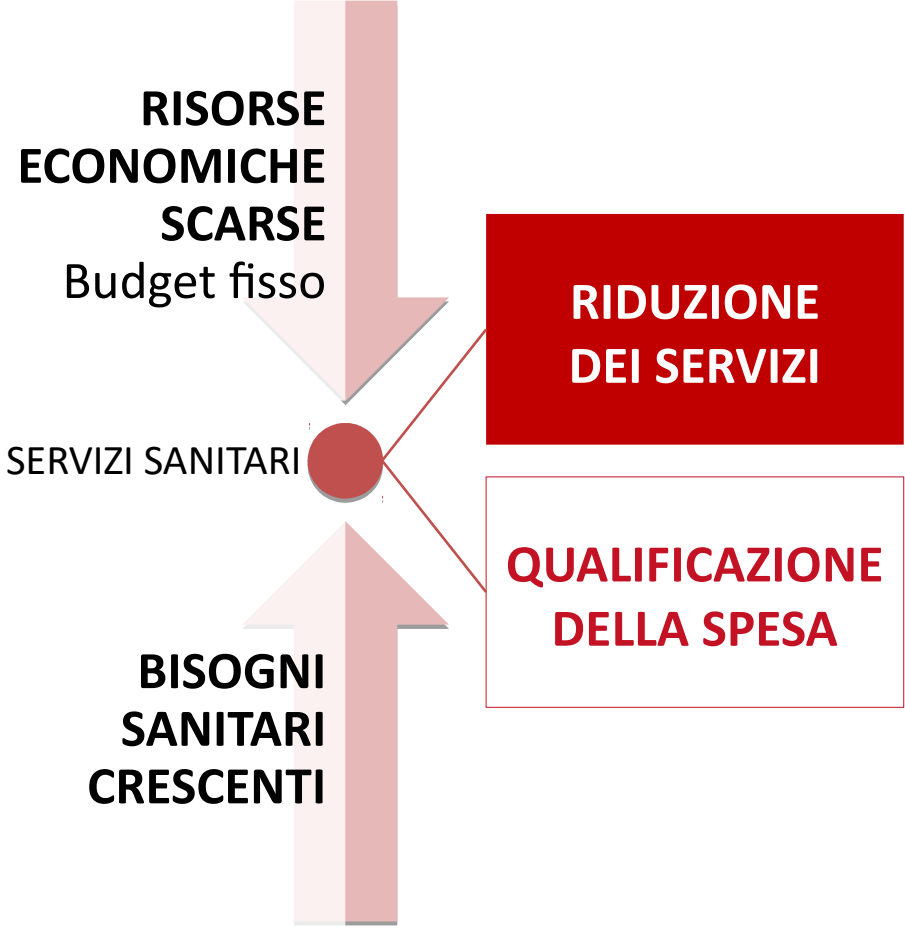 RISORSE
ECONOMICHE
SCARSE
Budget fisso
RIDUZIONE
DEI SERVIZI
SERVIZI SANITARI
QUALIFICAZIONE
DELLA SPESA
BISOGNI
SANITARI
CRESCENTI